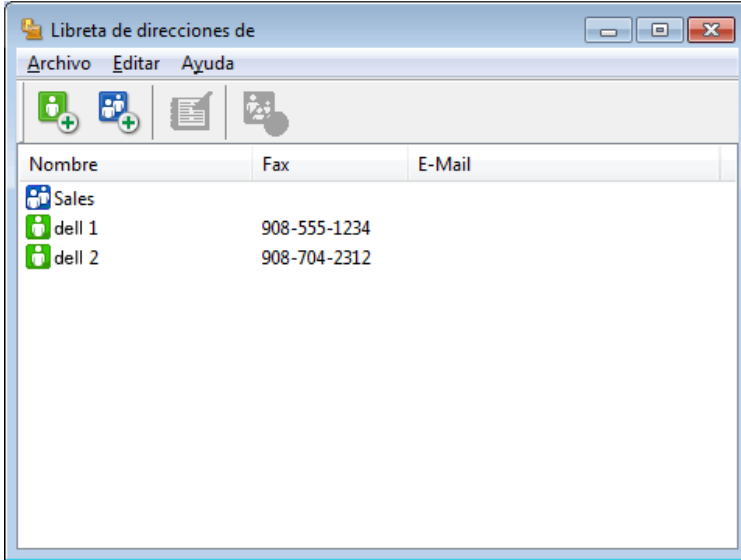 Libreta de direcciones de
Archivo Editar Ayuda
Nombre Fax E-Mail
Sales
dell 1 908-555-1234
dell 2 908-704-2312